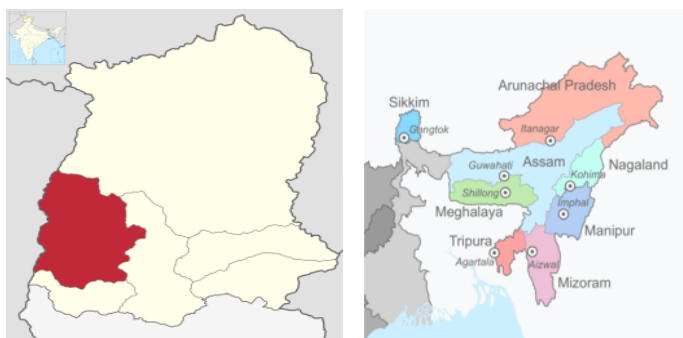 Arunachal Pradesh
Sikkim
Gangtok
Itanagar
Guwahati
Assam
Nagaland
Kohima
Shillong
Imphal
Meghalaya
Manipur
Tripura
Agartala
Aizwal
Mizoram